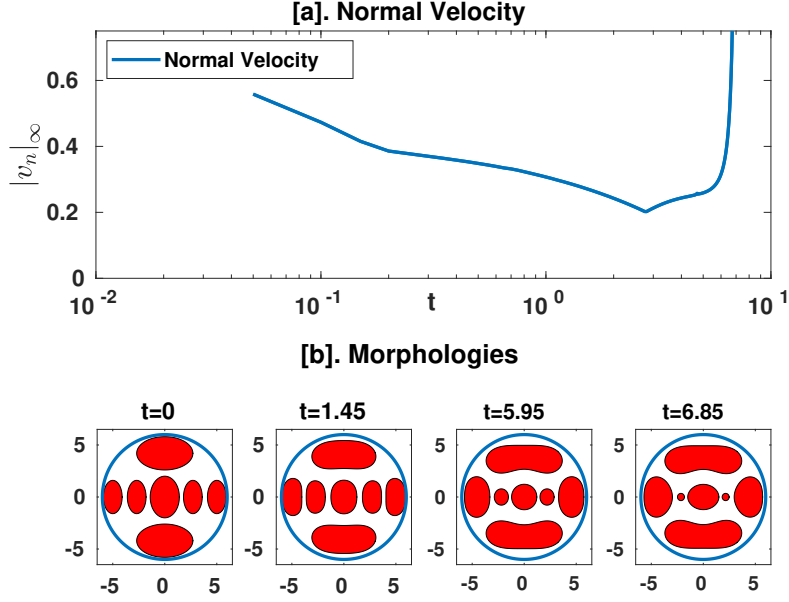 [a]. Normal Velocity
Normal Velocity
|v_n|_∞
0.6
0.4
0.2
0
10^-2 10^-1 10^0 10^1
t
[b]. Morphologies
t=0 t=1.45 t=5.95 t=6.85
5 5 5 5
0 0 0 0
-5 -5 -5 -5
-5 0 5 -5 0 5 -5 0 5 -5 0 5